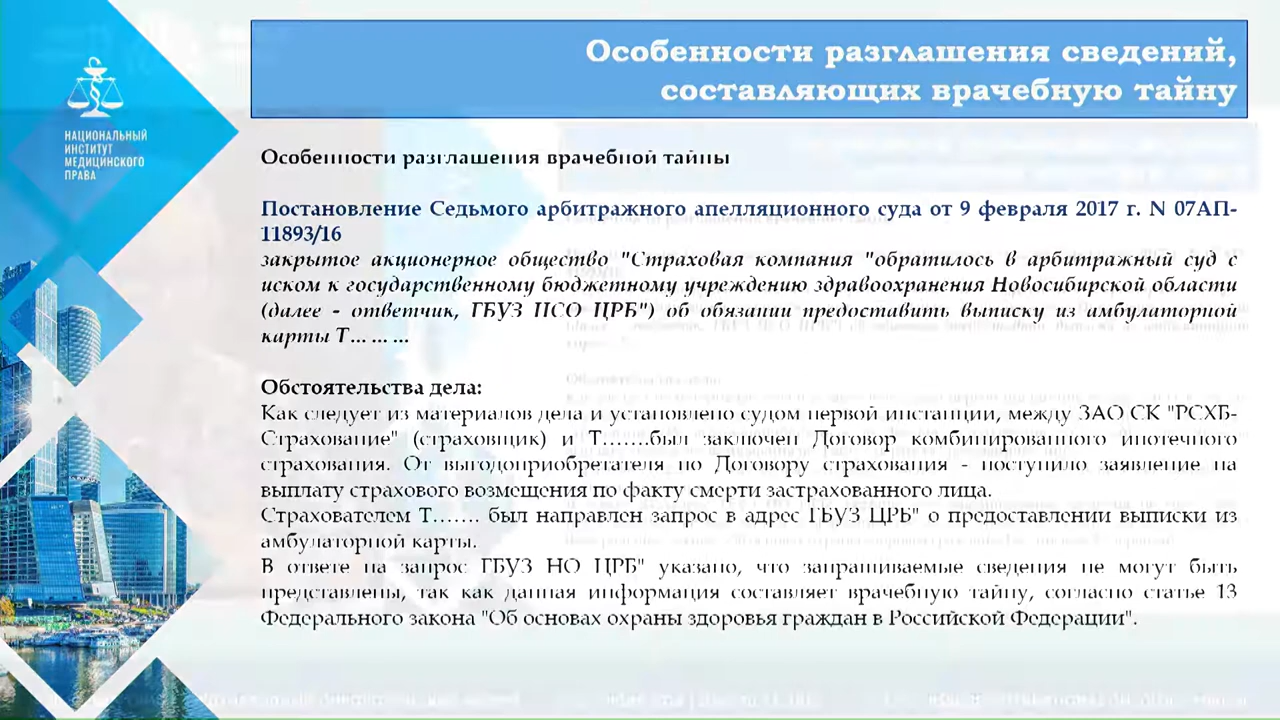 Особенности разглашения сведений,
составляющих врачебную тайну
НАЦИОНАЛЬНЫЙ
ИНСТИТУТ
МЕДИЦИНСКОГО
ПРАВА
Особенности разглашения врачебной тайны
Постановление Седьмого арбитражного апелляционного суда от 9 февраля 2017 г. N 07АП-
11893/16
закрытое акционерное общество "Страховая компания "обратилось в арбитражный суд с
иском к государственному бюджетному учреждению здравоохранения Новосибирской области
(далее - ответчик, ГБУЗ НСО ЦРБ") об обязании предоставить выписку из амбулаторной
карты Т… … …
Обстоятельства дела:
Как следует из материалов дела и установлено судом первой инстанции, между ЗАО СК "РСХБ-
Страхование" (страховщик) и Т…….был заключен Договор комбинированного ипотечного
страхования. От выгодоприобретателя по Договору страхования - поступило заявление на
выплату страхового возмещения по факту смерти застрахованного лица.
Страхователем Т……. был направлен запрос в адрес ГБУЗ ЦРБ" о предоставлении выписки из
амбулаторной карты.
В ответе на запрос ГБУЗ НО ЦРБ" указано, что запрашиваемые сведения не могут быть
представлены, так как данная информация составляет врачебную тайну, согласно статье 13
Федерального закона "Об основах охраны здоровья граждан в Российской Федерации".